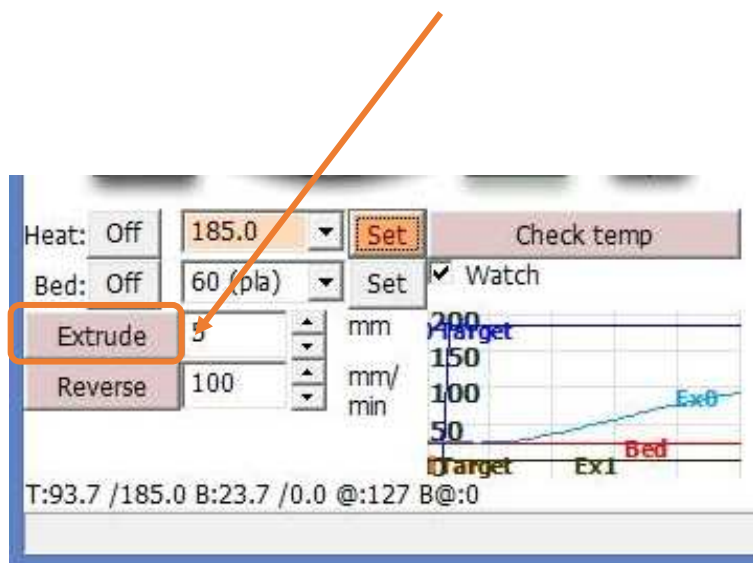 Heat: Off 185.0 Set Check temp
Bed: Off 60 (pla) Set Watch
Extrude 5 mm
Reverse 100 mm/
min
200
Target
150
100
Ex0
50
Bed
Target Ex1
T:93.7 /185.0 B:23.7 /0.0 @:127 B@:0